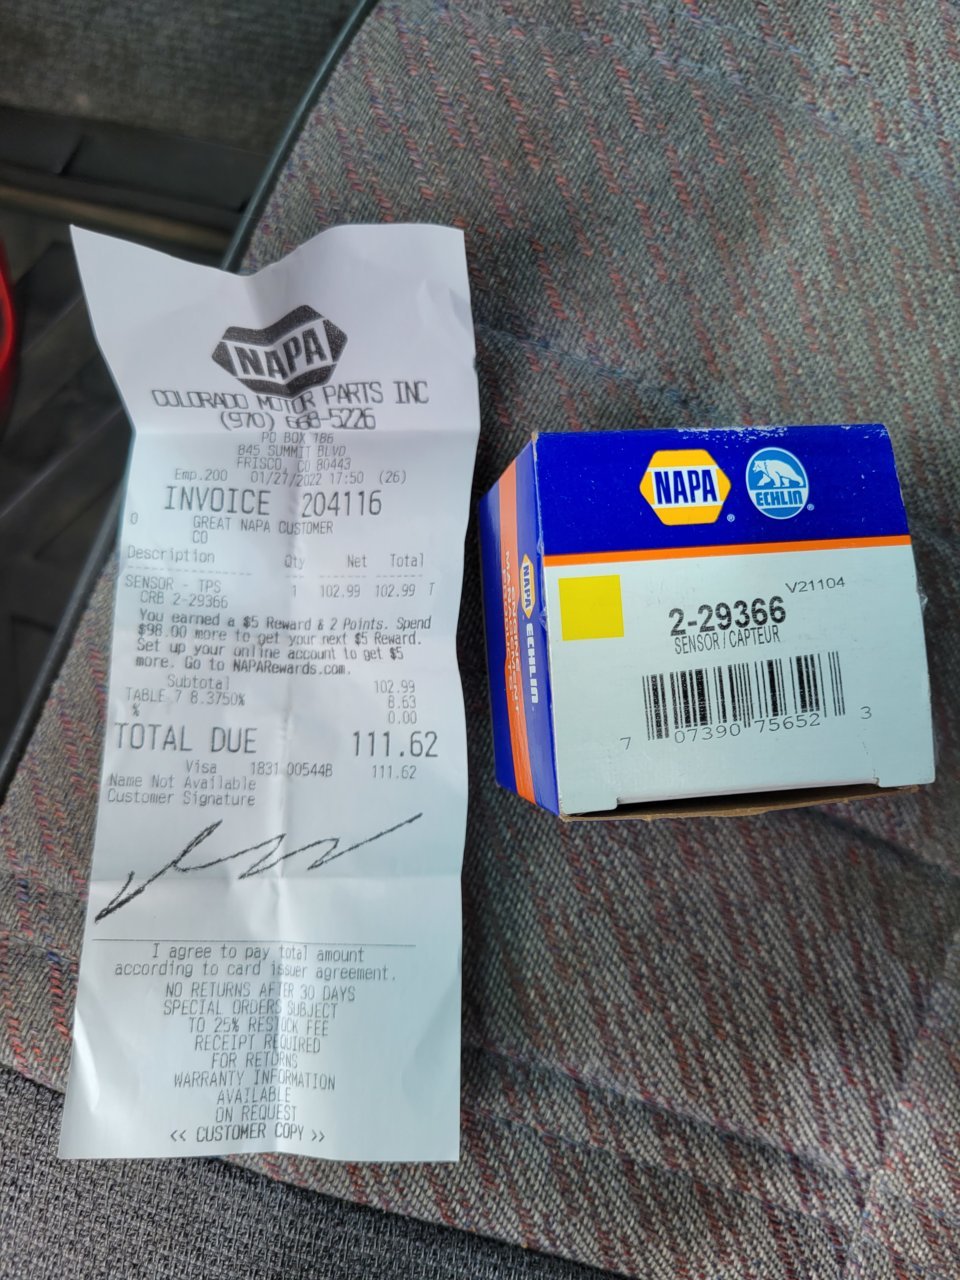 NAPA
COLORADO MOTOR PARTS INC
(970) 668-5226
PO BOX 186
845 SUMMIT BLVD
FRISCO, CO 80443
Emp.200 01/27/2022 17:50 (26)
INVOICE 204116
0 GREAT NAPA CUSTOMER
CO
Description Qty Net Total
SENSOR - TPS 1 102.99 102.99 T
CRB 2-29366
You earned a $5 Reward & 2 Points. Spend
$98.00 more to get your next $5 Reward.
Set up your online account to get $5
more. Go to NAPARewards.com.
Subtotal 102.99
TABLE 7 8.3750% 8.63
% 0.00
TOTAL DUE 111.62
Visa 1831 00544B 111.62
Name Not Available
Customer Signature
I agree to pay total amount
according to card issuer agreement.
NO RETURNS AFTER 30 DAYS
SPECIAL ORDERS SUBJECT
TO 25% RESTOCK FEE
RECEIPT REQUIRED
FOR RETURNS
WARRANTY INFORMATION
AVAILABLE
ON REQUEST
<< CUSTOMER COPY >>
NAPA ® ECHLIN ®
V21104
2-29366
SENSOR/CAPTEUR
7 07390 75652 3
NAPA ECHLIN